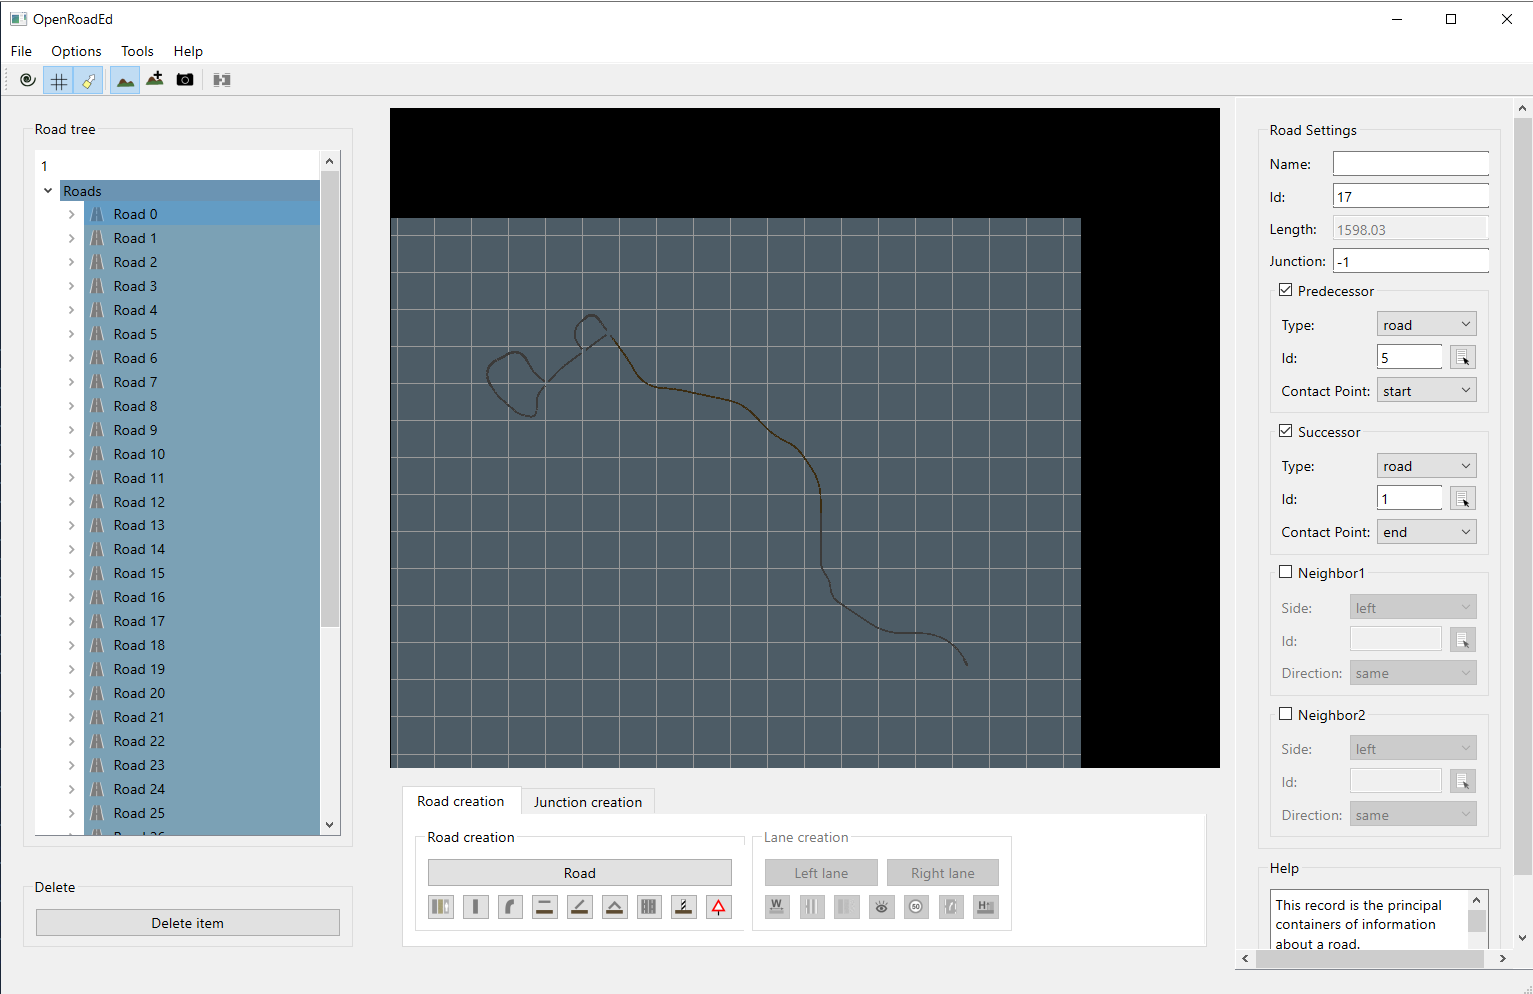 OpenRoadEd
File Options Tools Help
Road tree
1
Roads
Road 0
Road 1
Road 2
Road 3
Road 4
Road 5
Road 6
Road 7
Road 8
Road 9
Road 10
Road 11
Road 12
Road 13
Road 14
Road 15
Road 16
Road 17
Road 18
Road 19
Road 20
Road 21
Road 22
Road 23
Road 24
Road 25
Delete
Delete item
Road creation Junction creation
Road creation
Road
Lane creation
Left lane Right lane
W 50 H
Road Settings
Name:
Id: 17
Length: 1598.03
Junction: -1
Predecessor
Type: road
Id: 5
Contact Point: start
Successor
Type: road
Id: 1
Contact Point: end
Neighbor1
Side: left
Id:
Direction: same
Neighbor2
Side: left
Id:
Direction: same
Help
This record is the principal
containers of information
about a road.